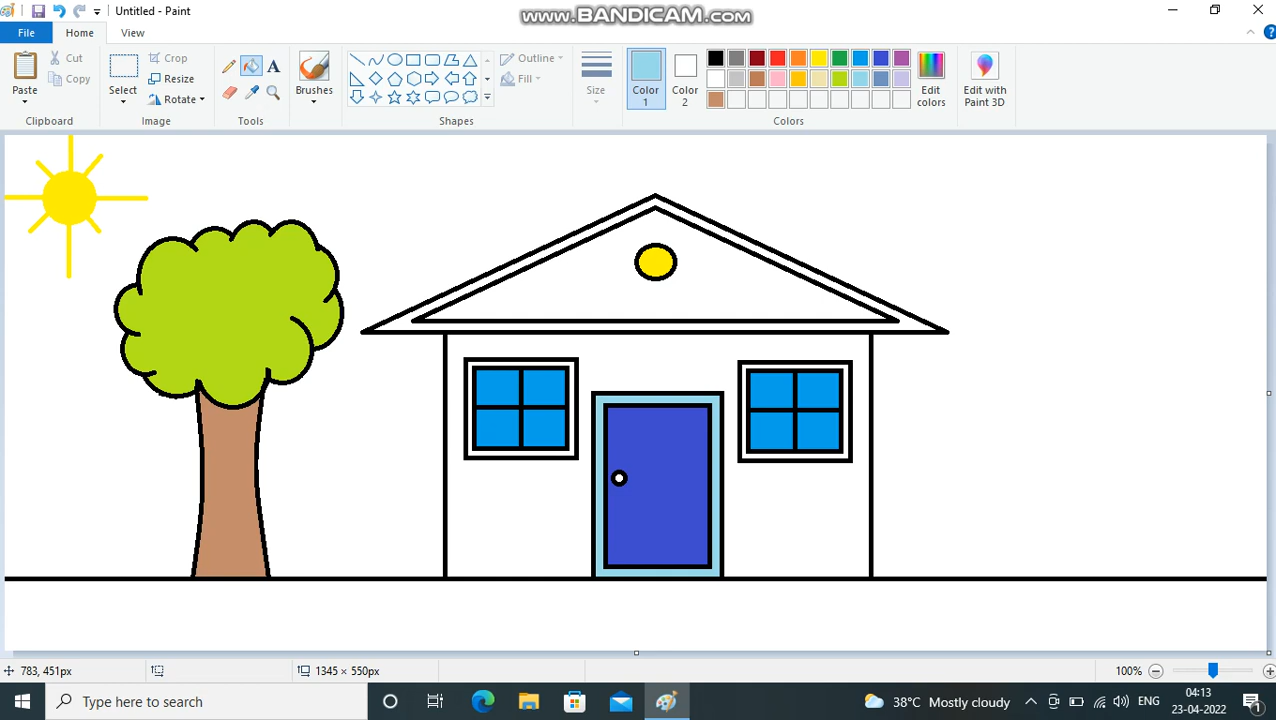 Untitled - Paint
www.BANDICAM.com
File
Home
View
Paste
Cut
Copy
Clipboard
Select
Crop
Resize
Rotate
Image
A
Tools
Brushes
Outline
Fill
Shapes
Size
Color
1
Color
2
Edit
colors
Colors
Edit with
Paint 3D
783, 451px
1345 × 550px
100%
Type here to search
38°C Mostly cloudy
ENG
04:13
23-04-2022
1